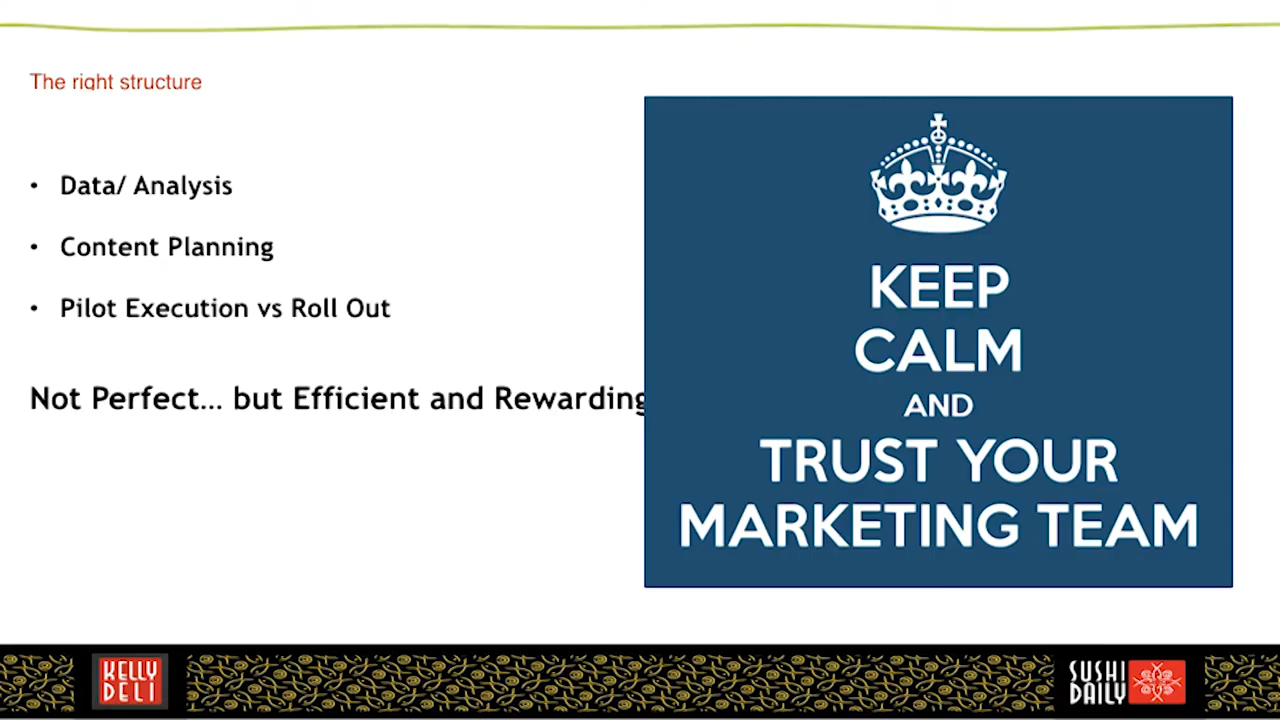 The right structure
• Data/ Analysis
• Content Planning
• Pilot Execution vs Roll Out
Not Perfect... but Efficient and Rewarding
KEEP
CALM
AND
TRUST YOUR
MARKETING TEAM
KELLY
DELI
SUSHI
DAILY